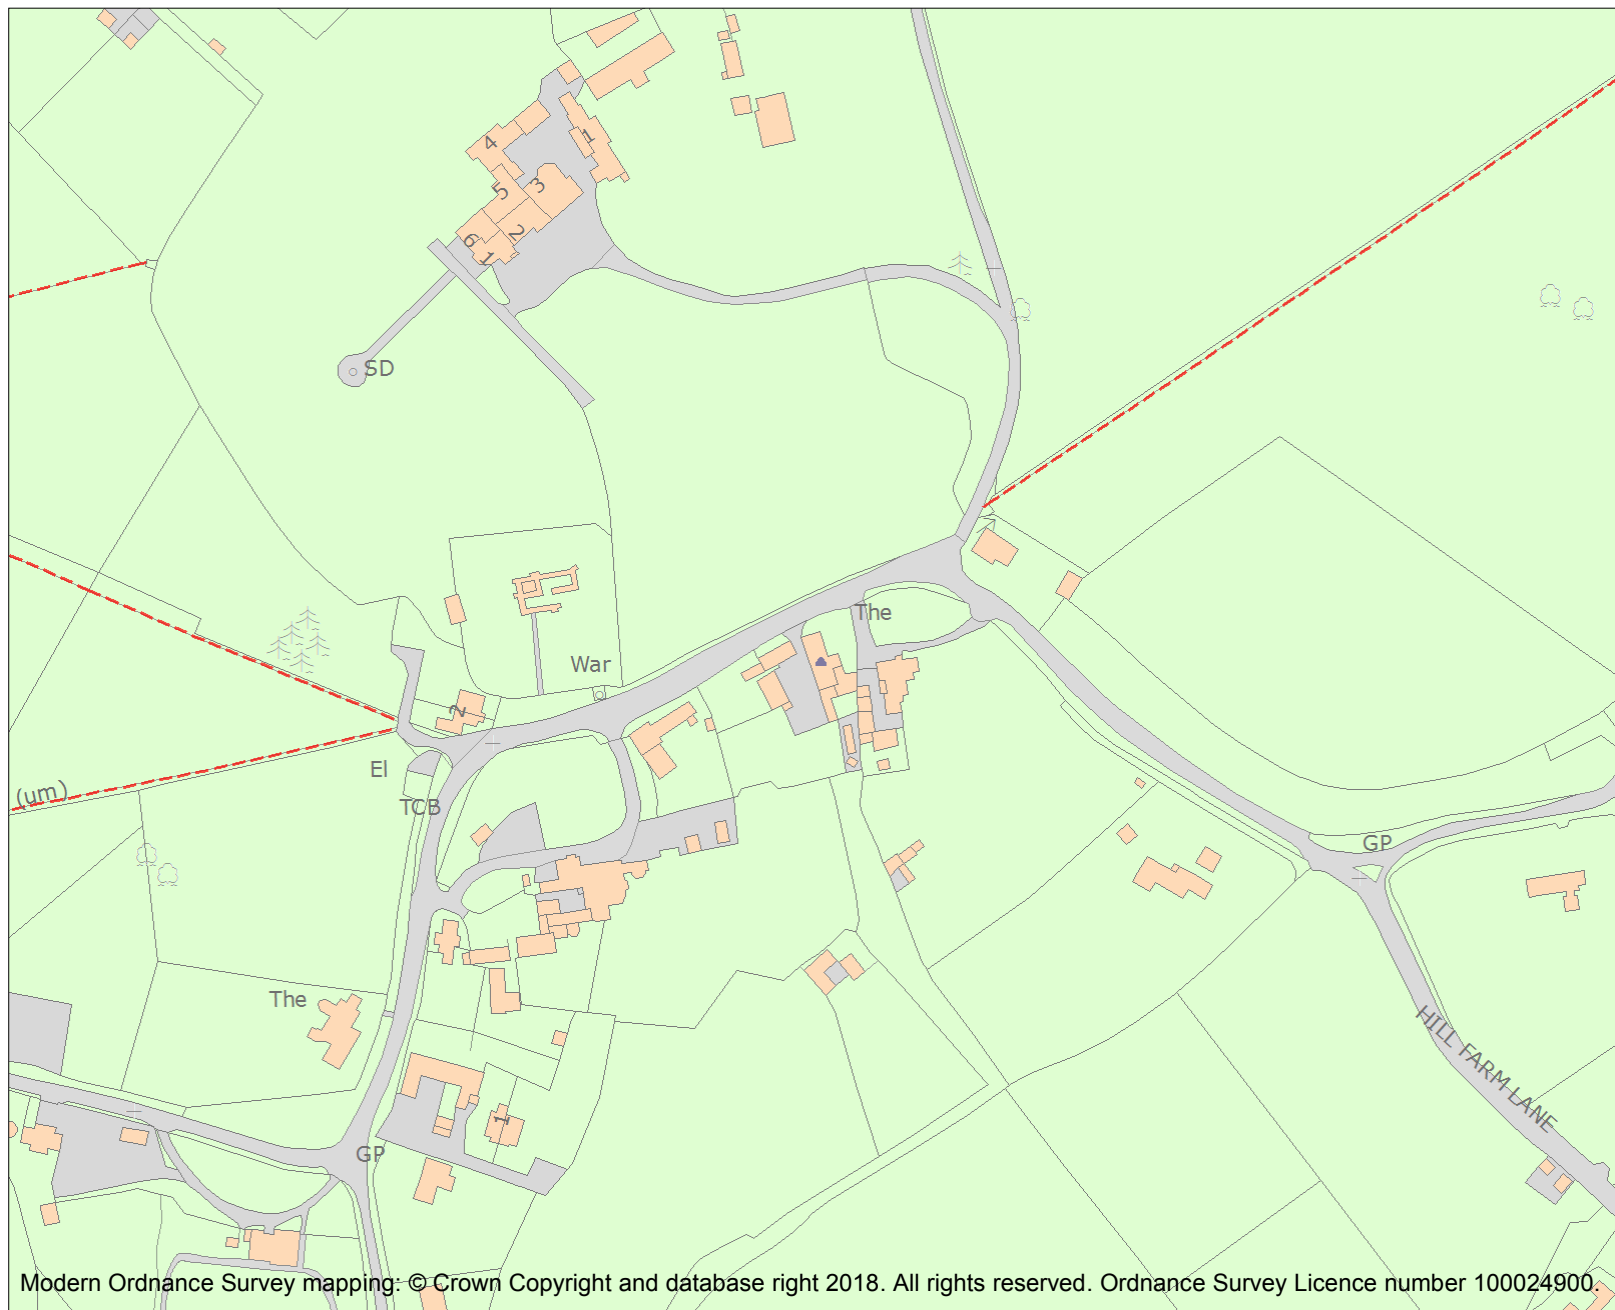 4
1
5
3
6
2
1
SD
The
War
2
El
(um)
TCB
GP
The
HILL FARM LANE
1
GP
Modern Ordnance Survey mapping: © Crown Copyright and database right 2018. All rights reserved. Ordnance Survey Licence number 100024900.